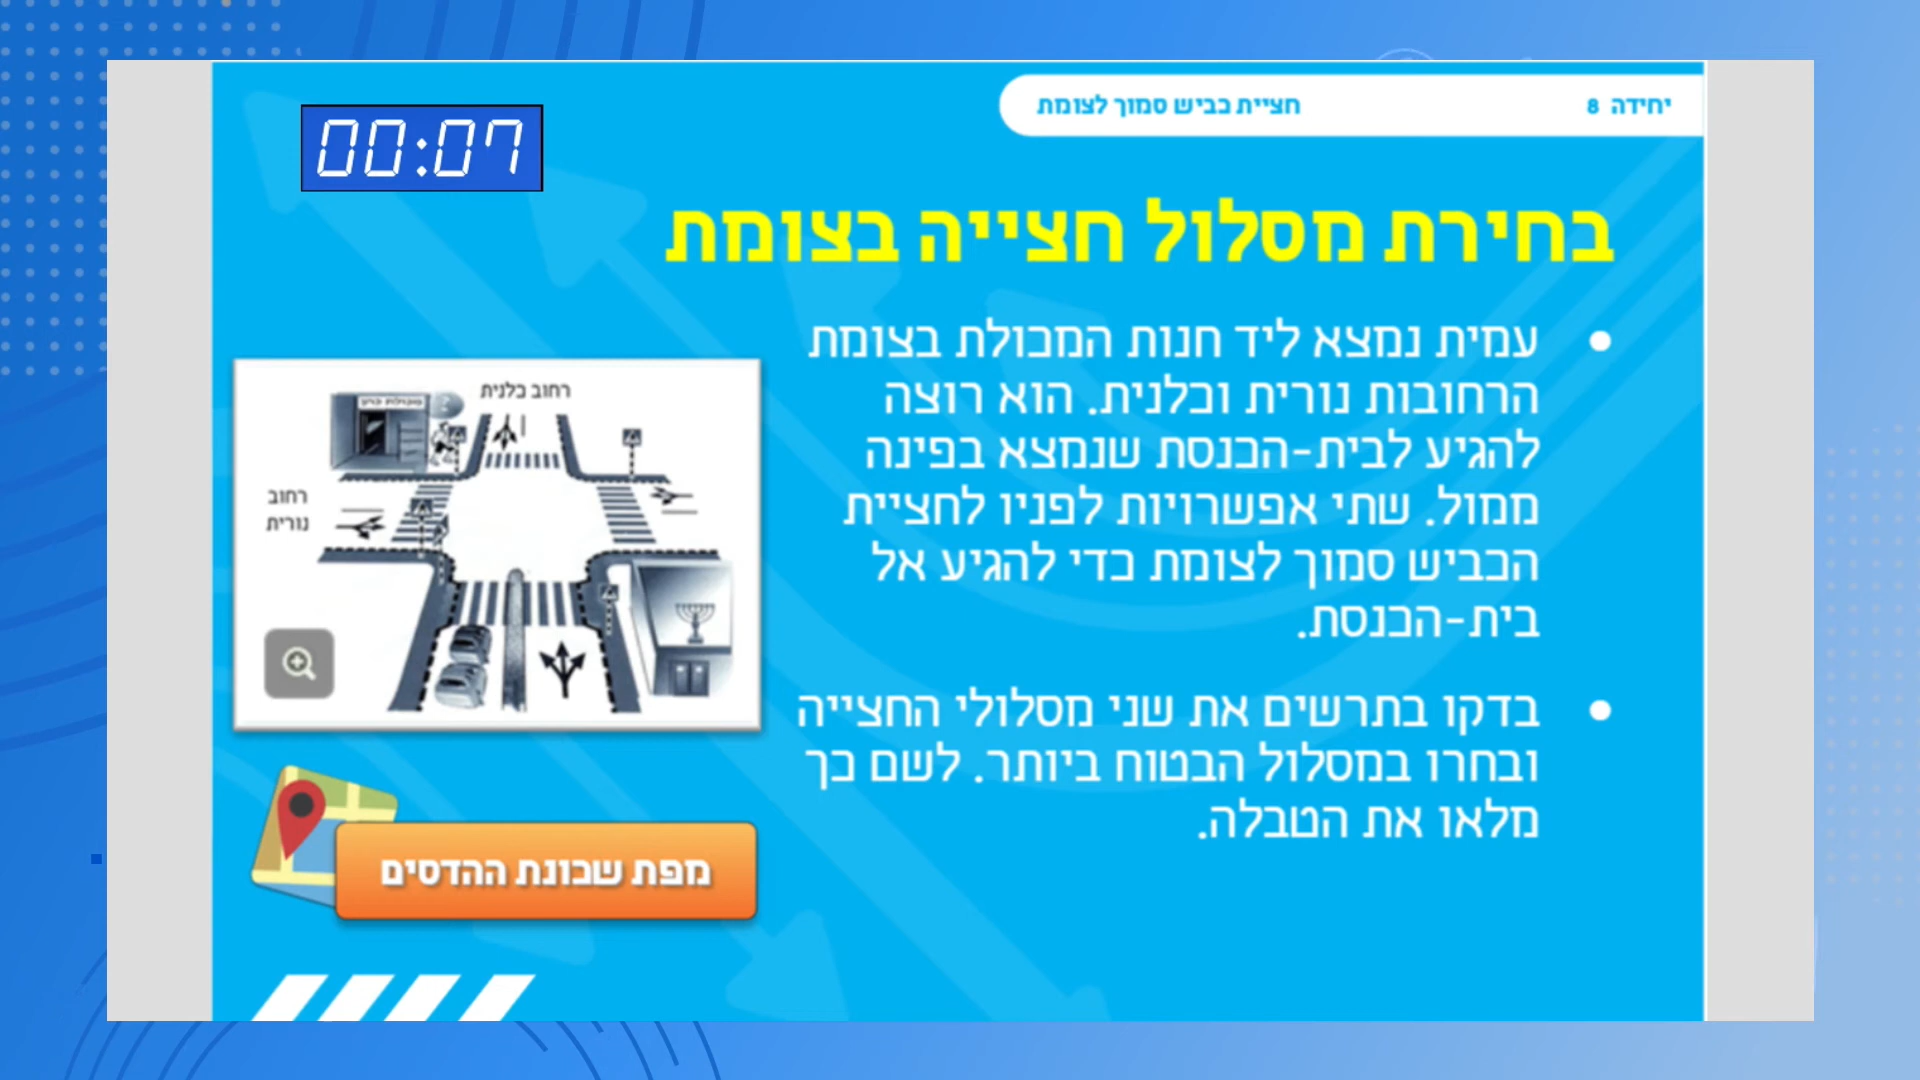 יחידה 8
חציית כביש סמוך לצומת
00:07
בחירת מסלול חצייה בצומת
עמית נמצא ליד חנות המכולת בצומת
הרחובות נורית וכלנית. הוא רוצה
להגיע לבית-הכנסת שנמצא בפינה
ממול. שתי אפשרויות לפניו לחציית
הכביש סמוך לצומת כדי להגיע אל
בית-הכנסת.
בדקו בתרשים את שני מסלולי החצייה
ובחרו במסלול הבטוח ביותר. לשם כך
מלאו את הטבלה.
רחוב כלנית
רחוב
נורית
מפת שכונת ההדסים